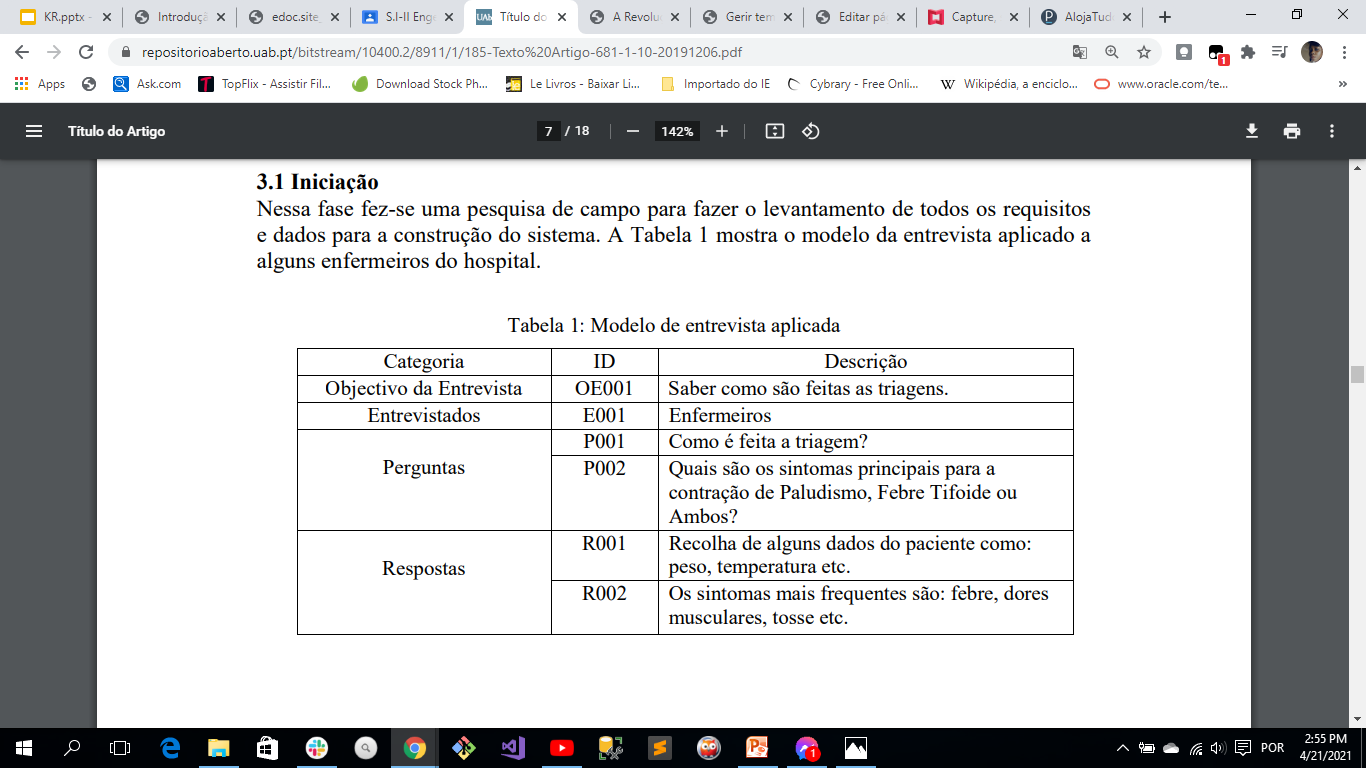 KR.pptx -
Introduçã
edoc.site_
S.I-II Enge
Título do
A Revolu
Gerir tem
Editar pá
Capture,
AlojaTud
repositorioaberto.uab.pt/bitstream/10400.2/8911/1/185-Texto%20Artigo-681-1-10-20191206.pdf
1
Apps
Ask.com
TopFlix - Assistir Fil...
Download Stock Ph...
Le Livros - Baixar Li...
Importado do IE
Cybrary - Free Onli...
Wikipédia, a enciclo...
www.oracle.com/te...
»
Título do Artigo
7 / 18
142%
3.1 Iniciação
Nessa fase fez-se uma pesquisa de campo para fazer o levantamento de todos os requisitos
e dados para a construção do sistema. A Tabela 1 mostra o modelo da entrevista aplicado a
alguns enfermeiros do hospital.
Tabela 1: Modelo de entrevista aplicada
Categoria ID Descrição
Objectivo da Entrevista OE001 Saber como são feitas as triagens.
Entrevistados E001 Enfermeiros
Perguntas
P001 Como é feita a triagem?
P002 Quais são os sintomas principais para a
contração de Paludismo, Febre Tifoide ou
Ambos?
Respostas
R001 Recolha de alguns dados do paciente como:
peso, temperatura etc.
R002 Os sintomas mais frequentes são: febre, dores
musculares, tosse etc.
1
POR
2:55 PM
4/21/2021